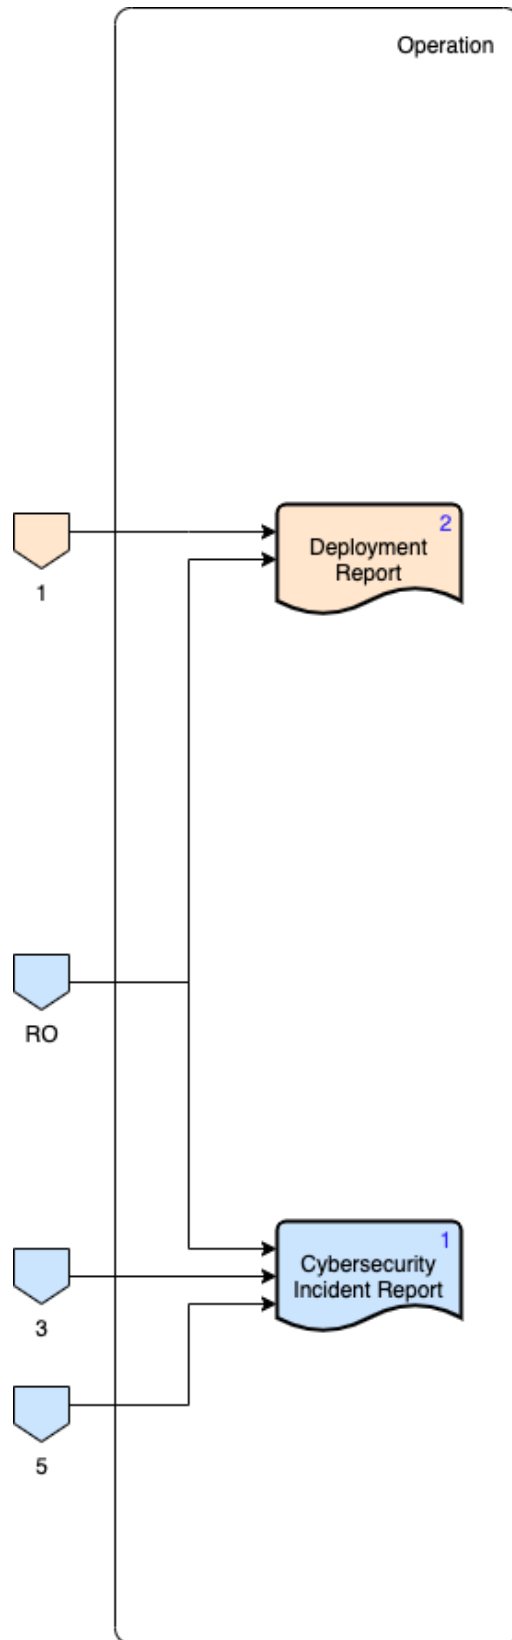 Operation
2
Deployment
Report
1
RO
1
Cybersecurity
Incident Report
3
5